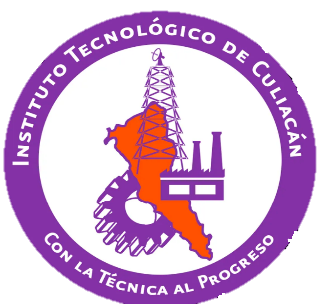 INSTITUTO TECNOLÓGICO DE CULIACÁN
CON LA TÉCNICA AL PROGRESO